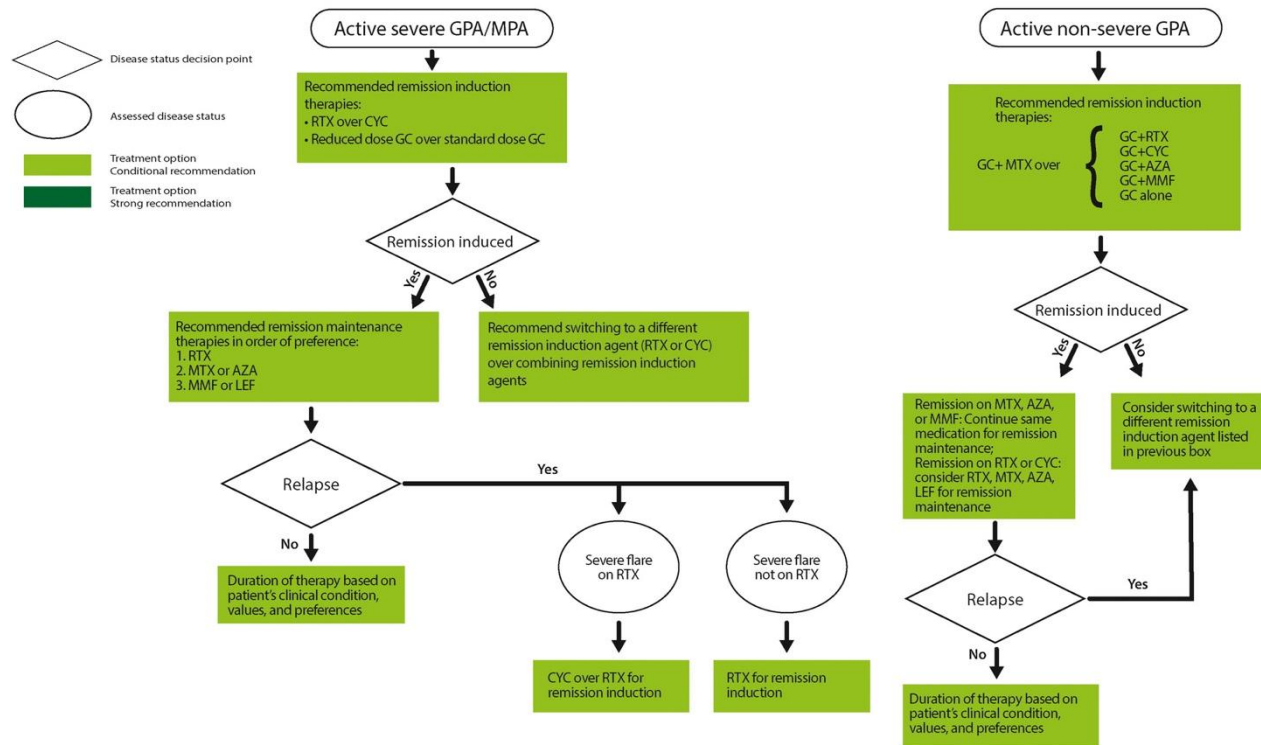 Disease status decision point
Assessed disease status
Treatment option
Conditional recommendation
Treatment option
Strong recommendation
Active severe GPA/MPA
Recommended remission induction
therapies:
• RTX over CYC
• Reduced dose GC over standard dose GC
Remission induced
Yes
No
Recommended remission maintenance
therapies in order of preference:
1. RTX
2. MTX or AZA
3. MMF or LEF
Recommend switching to a different
remission induction agent (RTX or CYC)
over combining remission induction
agents
Relapse
Yes
No
Duration of therapy based on
patient's clinical condition,
values, and preferences
Severe flare
on RTX
Severe flare
not on RTX
CYC over RTX for
remission induction
RTX for remission
induction
Active non-severe GPA
Recommended remission induction
therapies:
GC+ MTX over
GC+RTX
GC+CYC
GC+AZA
GC+MMF
GC alone
Remission induced
Yes
No
Remission on MTX, AZA,
or MMF: Continue same
medication for remission
maintenance;
Remission on RTX or CYC:
consider RTX, MTX, AZA,
LEF for remission
maintenance
Consider switching to a
different remission
induction agent listed
in previous box
Relapse
Yes
No
Duration of therapy based on
patient's clinical condition,
values, and preferences